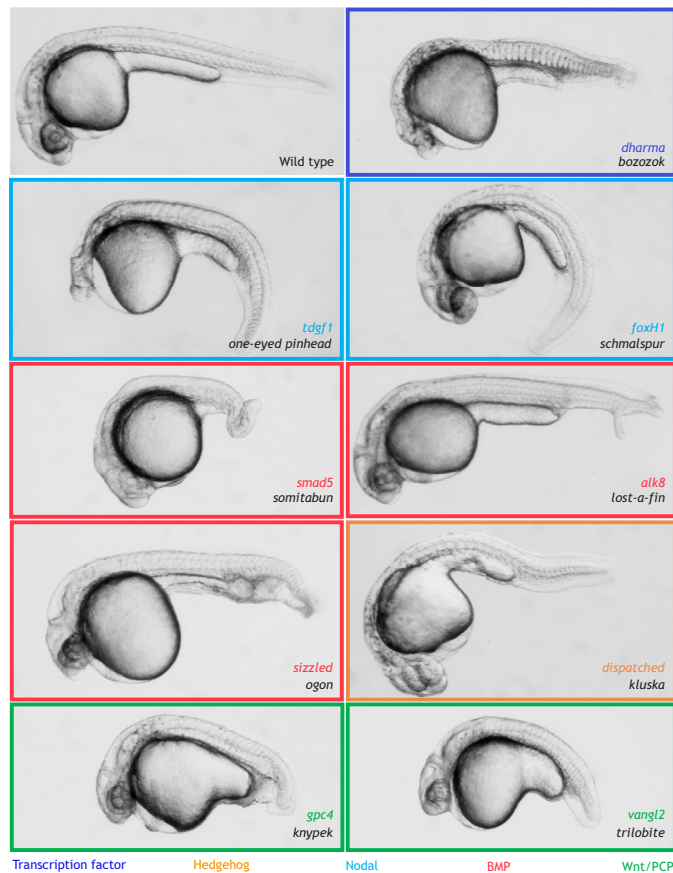 Wild type
dharma
bozozok
tdgf1
one-eyed pinhead
foxH1
schmalspur
smad5
somitabun
alk8
lost-a-fin
sizzled
ogon
dispatched
kluska
gpc4
knypek
vangl2
trilobite
Transcription factor Hedgehog Nodal BMP Wnt/PCP